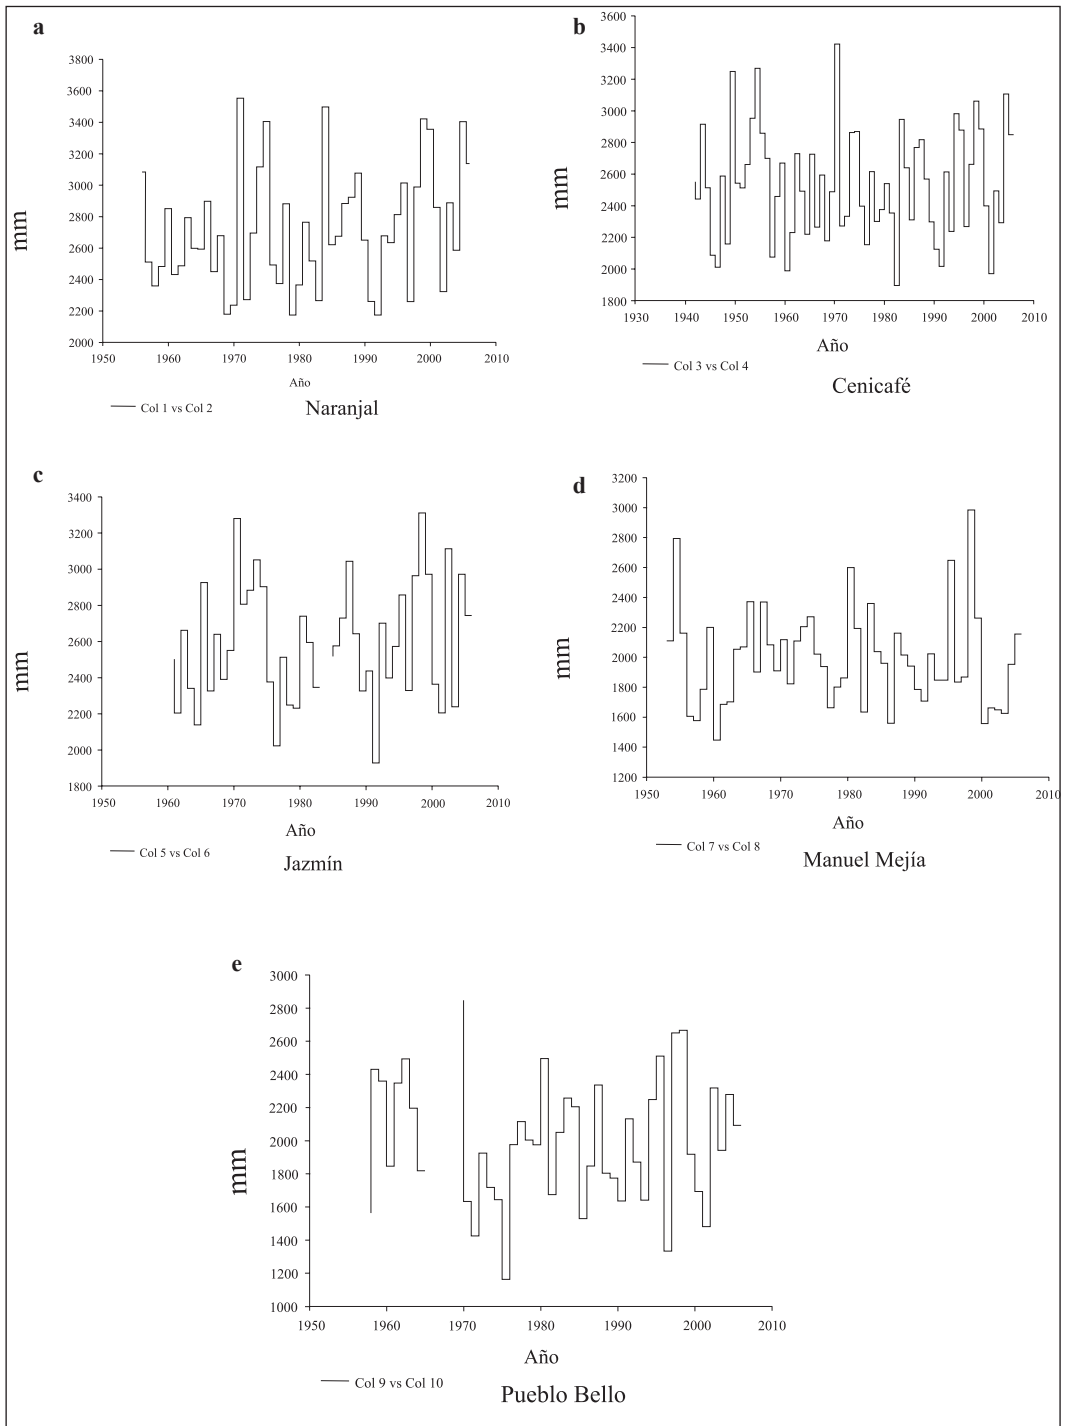 a
3800
3600
3400
3200
3000
2800
2600
2400
2200
2000
mm
1950 1960 1970 1980 1990 2000 2010
Año
Col 1 vs Col 2
Naranjal
b
3600
3400
3200
3000
2800
2600
2400
2200
2000
1800
mm
1930 1940 1950 1960 1970 1980 1990 2000 2010
Año
Col 3 vs Col 4
Cenicafé
c
3400
3200
3000
2800
2600
2400
2200
2000
1800
mm
1950 1960 1970 1980 1990 2000 2010
Año
Col 5 vs Col 6
Jazmín
d
3200
3000
2800
2600
2400
2200
2000
1800
1600
1400
1200
mm
1950 1960 1970 1980 1990 2000 2010
Año
Col 7 vs Col 8
Manuel Mejía
e
3000
2800
2600
2400
2200
2000
1800
1600
1400
1200
1000
mm
1950 1960 1970 1980 1990 2000 2010
Año
Col 9 vs Col 10
Pueblo Bello